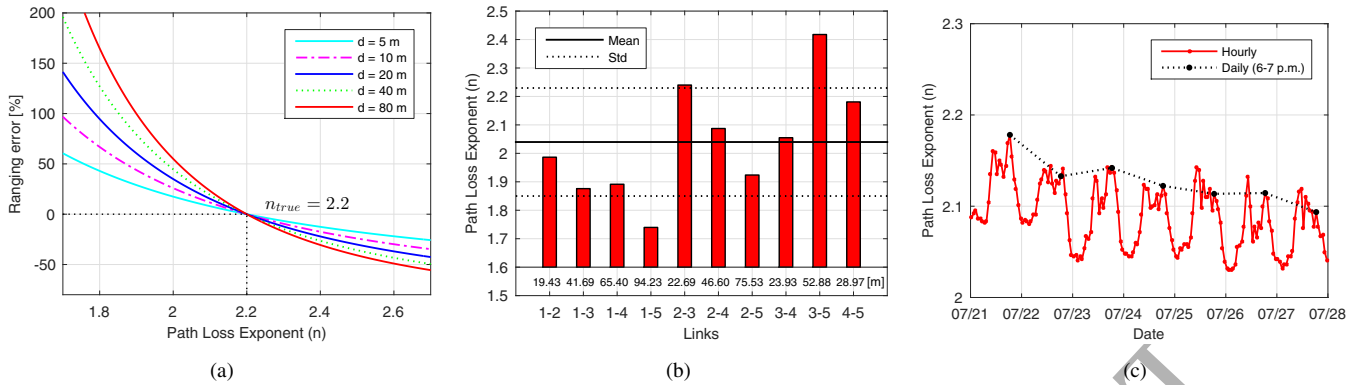 200
150
100
50
0
-50
Ranging error [%]
d = 5 m
d = 10 m
d = 20 m
d = 40 m
d = 80 m
n_true = 2.2
1.8 2 2.2 2.4 2.6
Path Loss Exponent (n)
(a)
2.5
2.4
2.3
2.2
2.1
2
1.9
1.8
1.7
1.6
1.5
Path Loss Exponent (n)
Mean
Std
19.43 41.69 65.40 94.23 22.69 46.60 75.53 23.93 52.88 28.97 [m]
1-2 1-3 1-4 1-5 2-3 2-4 2-5 3-4 3-5 4-5
Links
(b)
2.3
2.2
2.1
2
Path Loss Exponent (n)
Hourly
Daily (6-7 p.m.)
07/21 07/22 07/23 07/24 07/25 07/26 07/27 07/28
Date
(c)